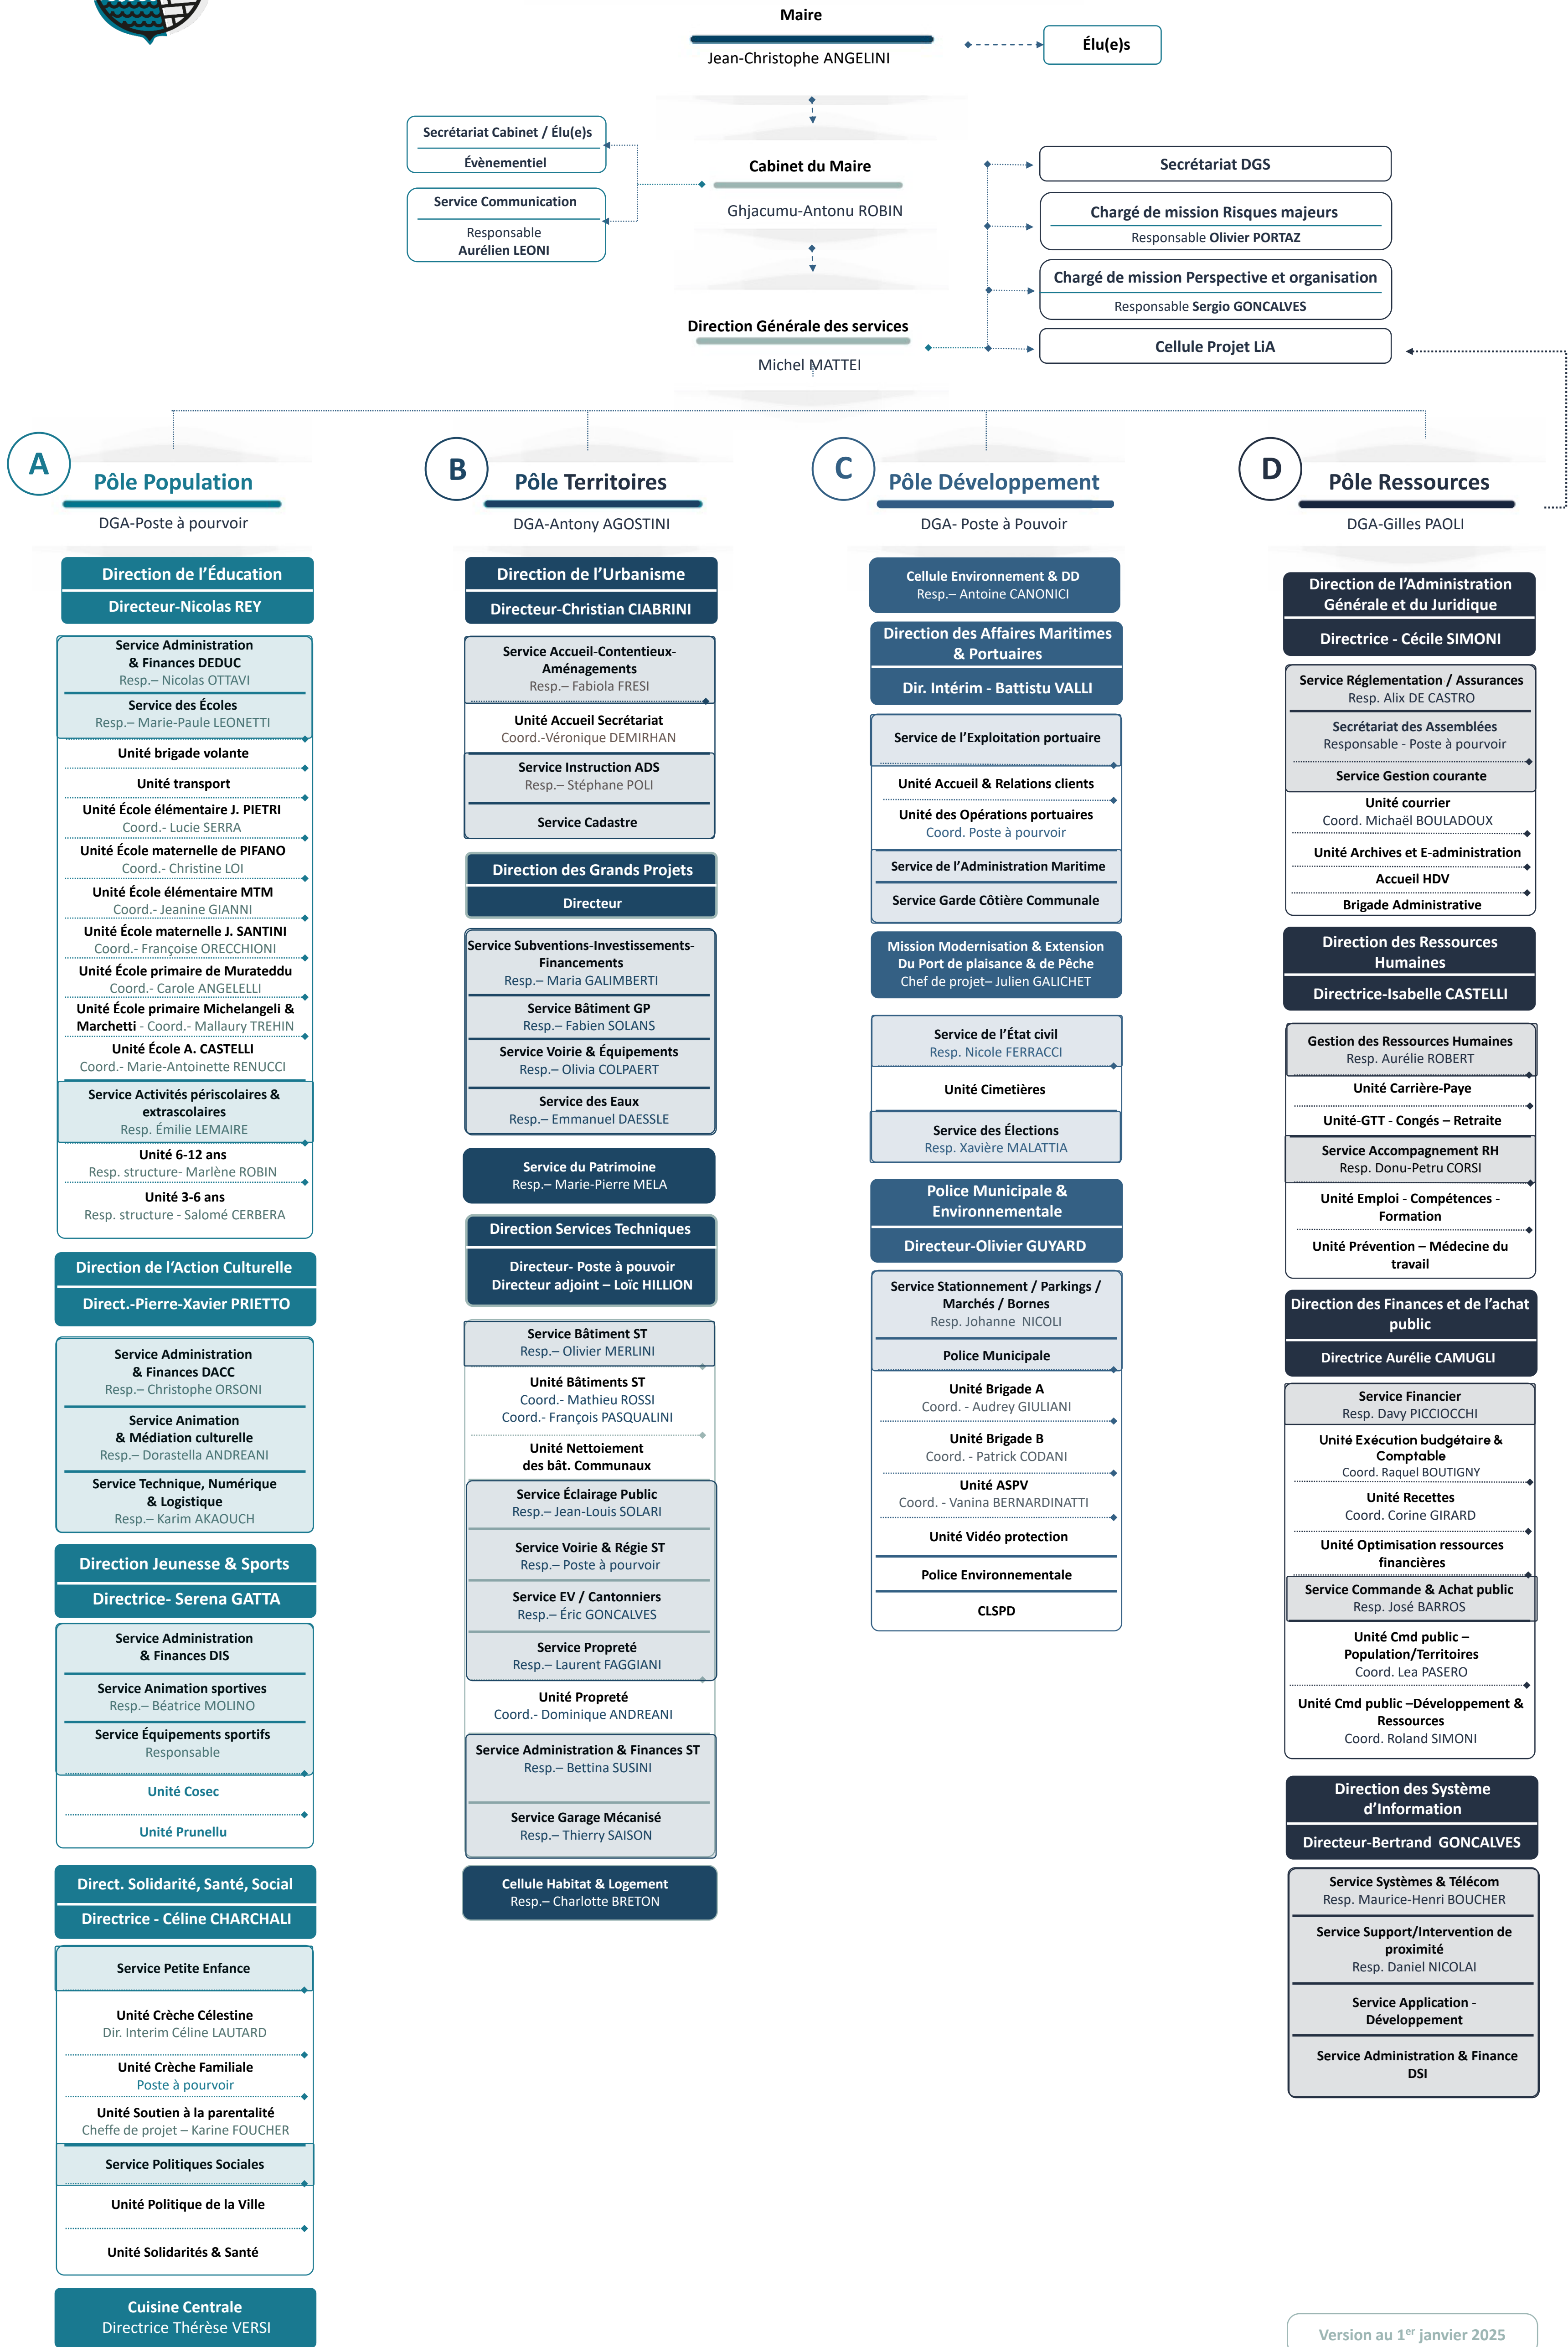 Maire
Jean-Christophe ANGELINI
Élu(e)s
Secrétariat Cabinet / Élu(e)s
Évènementiel
Service Communication
Responsable
Aurélien LEONI
Cabinet du Maire
Ghjacumu-Antonu ROBIN
Secrétariat DGS
Chargé de mission Risques majeurs
Responsable Olivier PORTAZ
Chargé de mission Perspective et organisation
Responsable Sergio GONCALVES
Cellule Projet LiA
Direction Générale des services
Michel MATTEI
A
Pôle Population
DGA-Poste à pourvoir
Direction de l'Éducation
Directeur-Nicolas REY
Service Administration
& Finances DEDUC
Resp.– Nicolas OTTAVI
Service des Écoles
Resp.– Marie-Paule LEONETTI
Unité brigade volante
Unité transport
Unité École élémentaire J. PIETRI
Coord.- Lucie SERRA
Unité École maternelle de PIFANO
Coord.- Christine LOI
Unité École élémentaire MTM
Coord.- Jeanine GIANNI
Unité École maternelle J. SANTINI
Coord.- Françoise ORECCHIONI
Unité École primaire de Murateddu
Coord.- Carole ANGELELLI
Unité École primaire Michelangeli &
Marchetti - Coord.- Mallaury TREHIN
Unité École A. CASTELLI
Coord.- Marie-Antoinette RENUCCI
Service Activités périscolaires &
extrascolaires
Resp. Émilie LEMAIRE
Unité 6-12 ans
Resp. structure- Marlène ROBIN
Unité 3-6 ans
Resp. structure - Salomé CERBERA
Direction de l'Action Culturelle
Direct.-Pierre-Xavier PRIETTO
Service Administration
& Finances DACC
Resp.– Christophe ORSONI
Service Animation
& Médiation culturelle
Resp.– Dorastella ANDREANI
Service Technique, Numérique
& Logistique
Resp.– Karim AKAOUCH
Direction Jeunesse & Sports
Directrice- Serena GATTA
Service Administration
& Finances DIS
Service Animation sportives
Resp.– Béatrice MOLINO
Service Équipements sportifs
Responsable
Unité Cosec
Unité Prunellu
Direct. Solidarité, Santé, Social
Directrice - Céline CHARCHALI
Service Petite Enfance
Unité Crèche Célestine
Dir. Interim Céline LAUTARD
Unité Crèche Familiale
Poste à pourvoir
Unité Soutien à la parentalité
Cheffe de projet – Karine FOUCHER
Service Politiques Sociales
Unité Politique de la Ville
Unité Solidarités & Santé
Cuisine Centrale
Directrice Thérèse VERSI
B
Pôle Territoires
DGA-Antony AGOSTINI
Direction de l'Urbanisme
Directeur-Christian CIABRINI
Service Accueil-Contentieux-
Aménagements
Resp.– Fabiola FRESI
Unité Accueil Secrétariat
Coord.-Véronique DEMIRHAN
Service Instruction ADS
Resp.– Stéphane POLI
Service Cadastre
Direction des Grands Projets
Directeur
Service Subventions-Investissements-
Financements
Resp.– Maria GALIMBERTI
Service Bâtiment GP
Resp.– Fabien SOLANS
Service Voirie & Équipements
Resp.– Olivia COLPAERT
Service des Eaux
Resp.– Emmanuel DAESSLE
Service du Patrimoine
Resp.– Marie-Pierre MELA
Direction Services Techniques
Directeur- Poste à pouvoir
Directeur adjoint – Loïc HILLION
Service Bâtiment ST
Resp.– Olivier MERLINI
Unité Bâtiments ST
Coord.- Mathieu ROSSI
Coord.- François PASQUALINI
Unité Nettoiement
des bât. Communaux
Service Éclairage Public
Resp.– Jean-Louis SOLARI
Service Voirie & Régie ST
Resp.– Poste à pourvoir
Service EV / Cantonniers
Resp.– Éric GONCALVES
Service Propreté
Resp.– Laurent FAGGIANI
Unité Propreté
Coord.- Dominique ANDREANI
Service Administration & Finances ST
Resp.– Bettina SUSINI
Service Garage Mécanisé
Resp.– Thierry SAISON
Cellule Habitat & Logement
Resp.– Charlotte BRETON
C
Pôle Développement
DGA- Poste à Pouvoir
Cellule Environnement & DD
Resp.– Antoine CANONICI
Direction des Affaires Maritimes
& Portuaires
Dir. Intérim - Battistu VALLI
Service de l'Exploitation portuaire
Unité Accueil & Relations clients
Unité des Opérations portuaires
Coord. Poste à pourvoir
Service de l'Administration Maritime
Service Garde Côtière Communale
Mission Modernisation & Extension
Du Port de plaisance & de Pêche
Chef de projet– Julien GALICHET
Service de l'État civil
Resp. Nicole FERRACCI
Unité Cimetières
Service des Élections
Resp. Xavière MALATTIA
Police Municipale &
Environnementale
Directeur-Olivier GUYARD
Service Stationnement / Parkings /
Marchés / Bornes
Resp. Johanne NICOLI
Police Municipale
Unité Brigade A
Coord. - Audrey GIULIANI
Unité Brigade B
Coord. - Patrick CODANI
Unité ASPV
Coord. - Vanina BERNARDINATTI
Unité Vidéo protection
Police Environnementale
CLSPD
D
Pôle Ressources
DGA-Gilles PAOLI
Direction de l'Administration
Générale et du Juridique
Directrice - Cécile SIMONI
Service Réglementation / Assurances
Resp. Alix DE CASTRO
Secrétariat des Assemblées
Responsable - Poste à pourvoir
Service Gestion courante
Unité courrier
Coord. Michaël BOULADOUX
Unité Archives et E-administration
Accueil HDV
Brigade Administrative
Direction des Ressources
Humaines
Directrice-Isabelle CASTELLI
Gestion des Ressources Humaines
Resp. Aurélie ROBERT
Unité Carrière-Paye
Unité-GTT - Congés – Retraite
Service Accompagnement RH
Resp. Donu-Petru CORSI
Unité Emploi - Compétences -
Formation
Unité Prévention – Médecine du
travail
Direction des Finances et de l'achat
public
Directrice Aurélie CAMUGLI
Service Financier
Resp. Davy PICCIOCCHI
Unité Exécution budgétaire &
Comptable
Coord. Raquel BOUTIGNY
Unité Recettes
Coord. Corine GIRARD
Unité Optimisation ressources
financières
Service Commande & Achat public
Resp. José BARROS
Unité Cmd public –
Population/Territoires
Coord. Lea PASERO
Unité Cmd public –Développement &
Ressources
Coord. Roland SIMONI
Direction des Système
d'Information
Directeur-Bertrand GONCALVES
Service Systèmes & Télécom
Resp. Maurice-Henri BOUCHER
Service Support/Intervention de
proximité
Resp. Daniel NICOLAI
Service Application -
Développement
Service Administration & Finance
DSI
Version au 1er janvier 2025